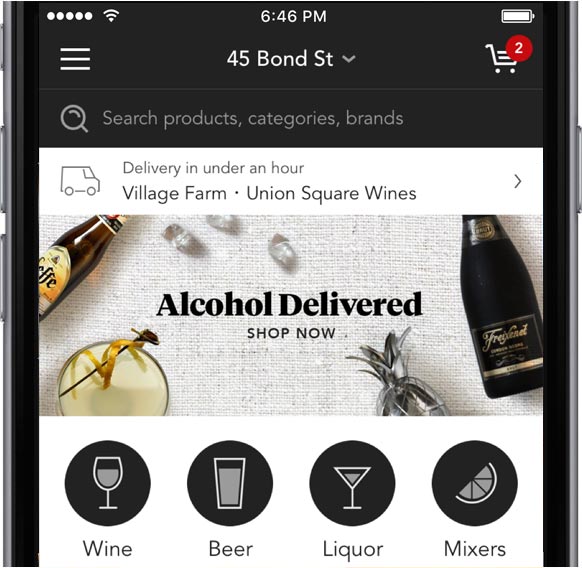 6:46 PM
45 Bond St
2
Search products, categories, brands
Delivery in under an hour
Village Farm · Union Square Wines
Alcohol Delivered
SHOP NOW
Freixenet
Wine
Beer
Liquor
Mixers